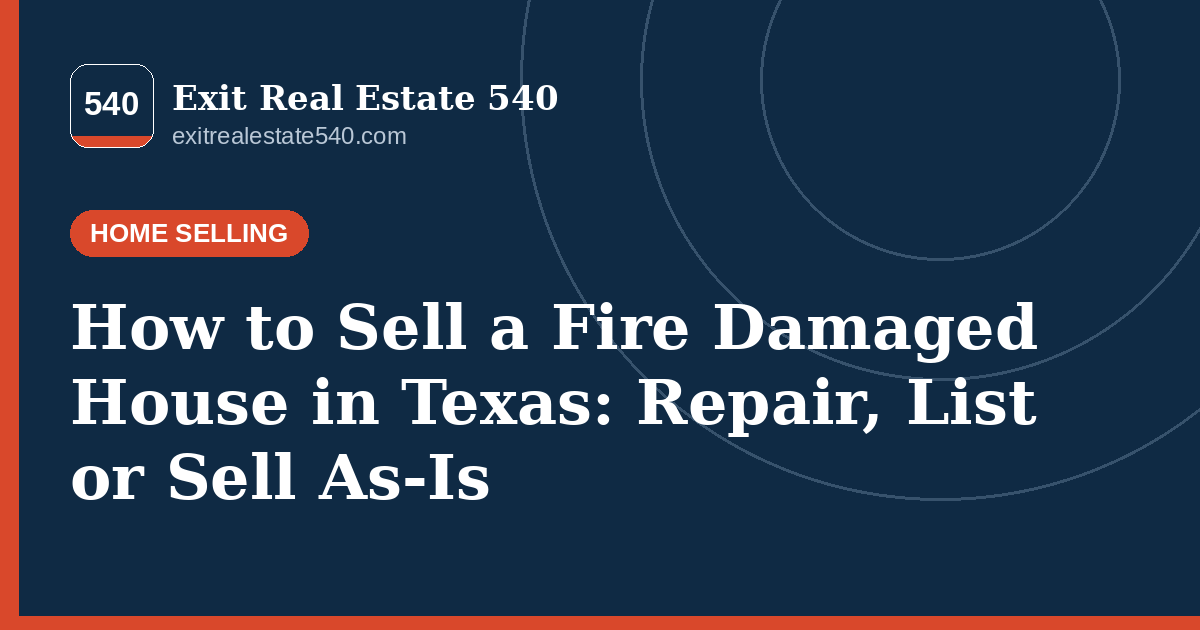 540
Exit Real Estate 540
exitrealestate540.com
HOME SELLING
How to Sell a Fire Damaged
House in Texas: Repair, List
or Sell As-Is